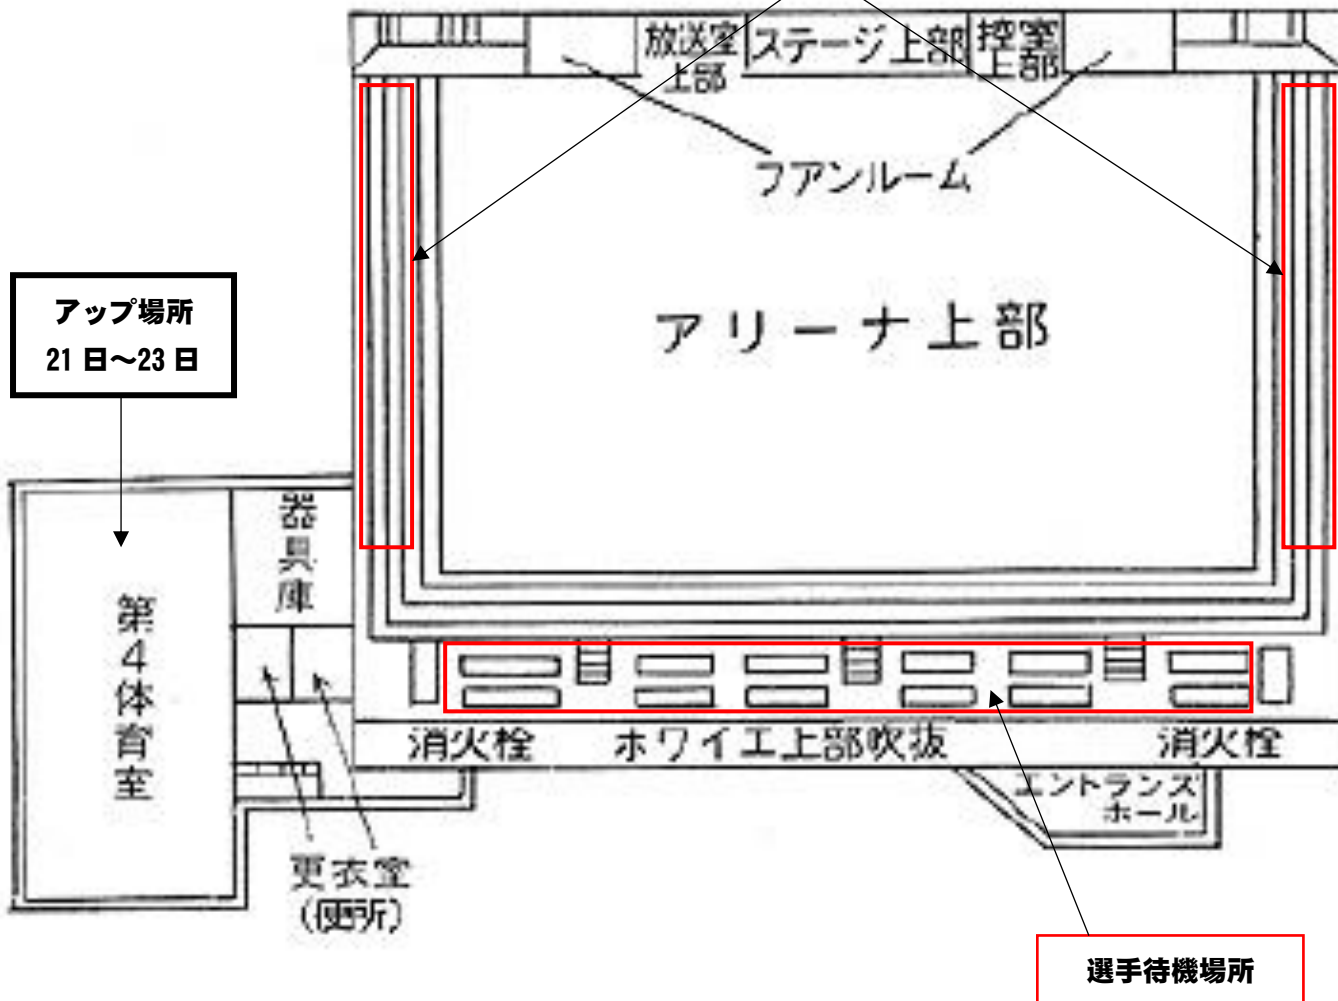 放送室
上部
ステージ上部
控室
上部
ファンルーム
アリーナ上部
アップ場所
21 日～23 日
器具庫
第4体育室
消火栓
ホワイエ上部吹抜
消火栓
エントランス
ホール
更衣室
(便所)
選手待機場所